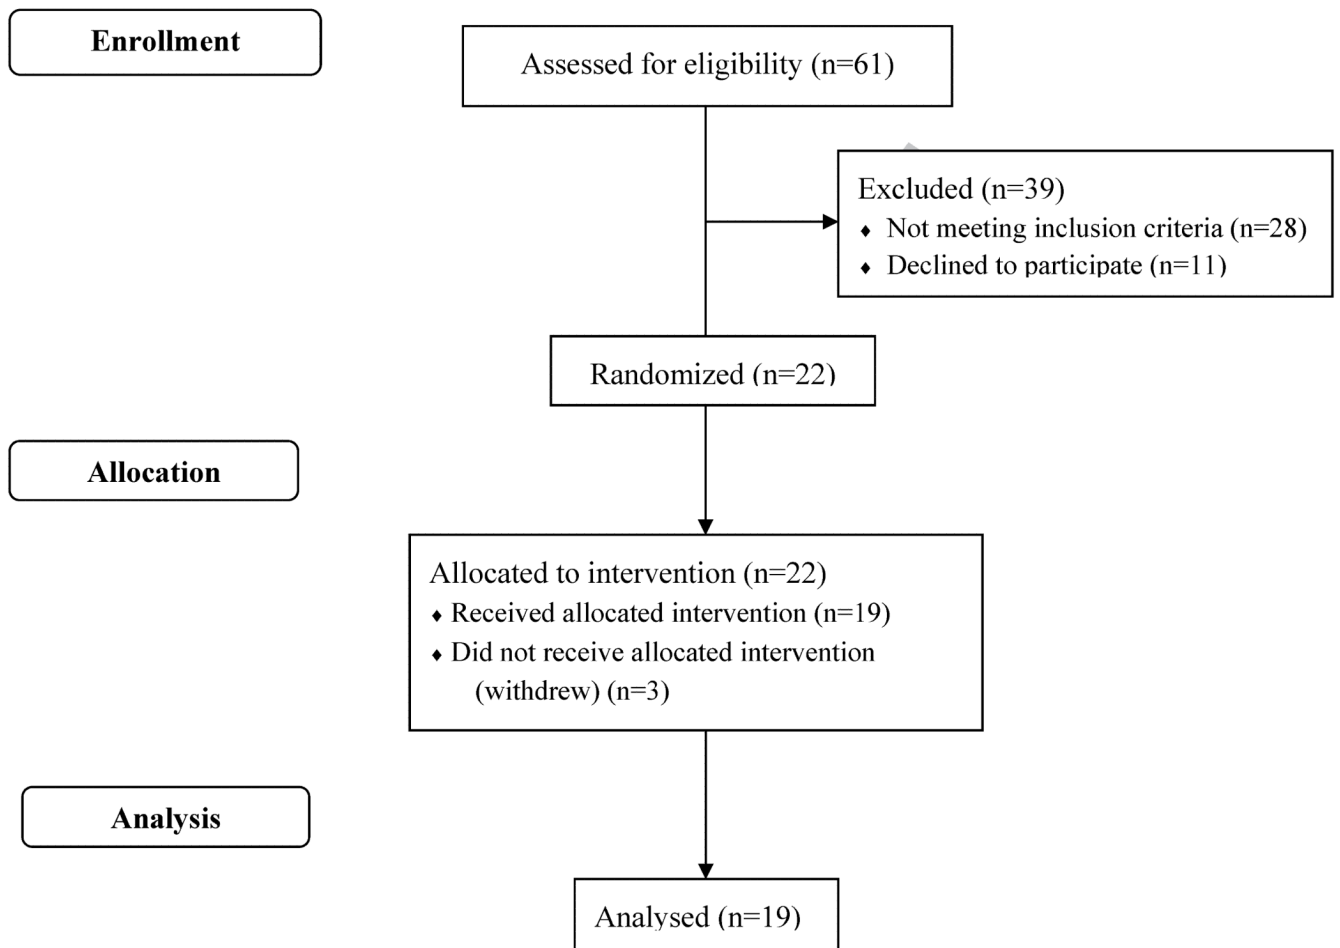 Enrollment
Assessed for eligibility (n=61)
Excluded (n=39)
♦ Not meeting inclusion criteria (n=28)
♦ Declined to participate (n=11)
Randomized (n=22)
Allocation
Allocated to intervention (n=22)
♦ Received allocated intervention (n=19)
♦ Did not receive allocated intervention
(withdrew) (n=3)
Analysis
Analysed (n=19)